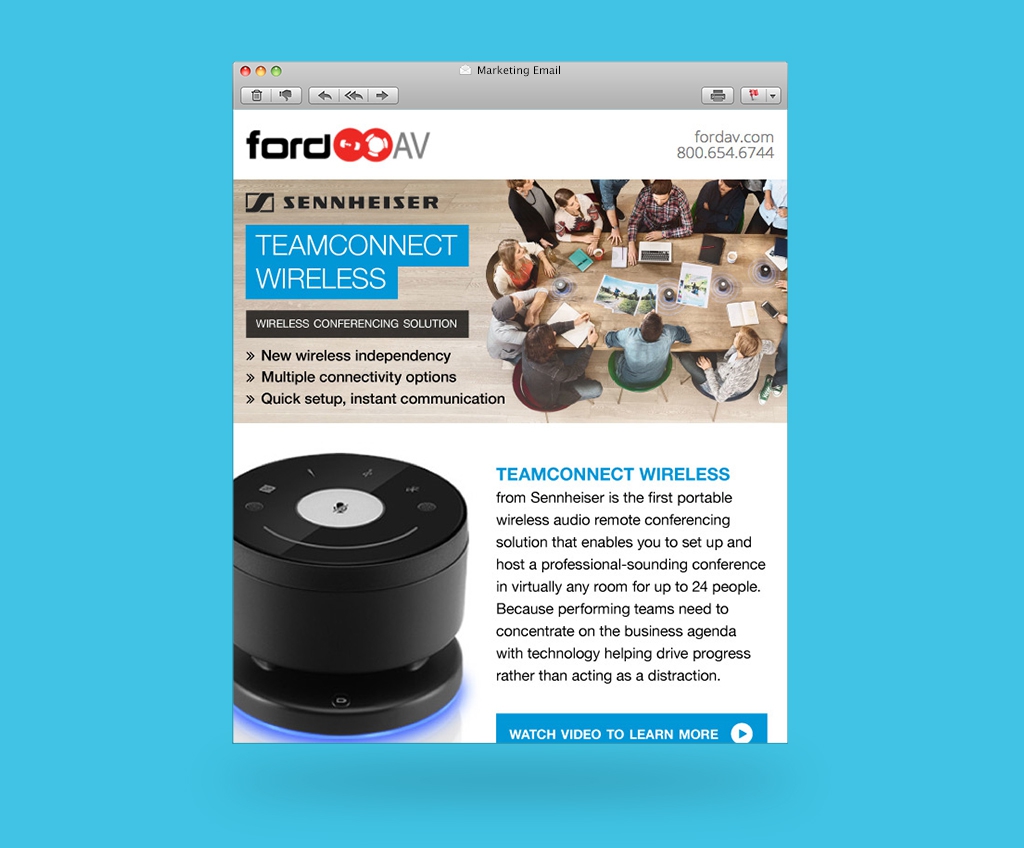 Marketing Email
ford AV
fordav.com
800.654.6744
SENNHEISER
TEAMCONNECT
WIRELESS
WIRELESS CONFERENCING SOLUTION
» New wireless independency
» Multiple connectivity options
» Quick setup, instant communication
TEAMCONNECT WIRELESS
from Sennheiser is the first portable
wireless audio remote conferencing
solution that enables you to set up and
host a professional-sounding conference
in virtually any room for up to 24 people.
Because performing teams need to
concentrate on the business agenda
with technology helping drive progress
rather than acting as a distraction.
WATCH VIDEO TO LEARN MORE